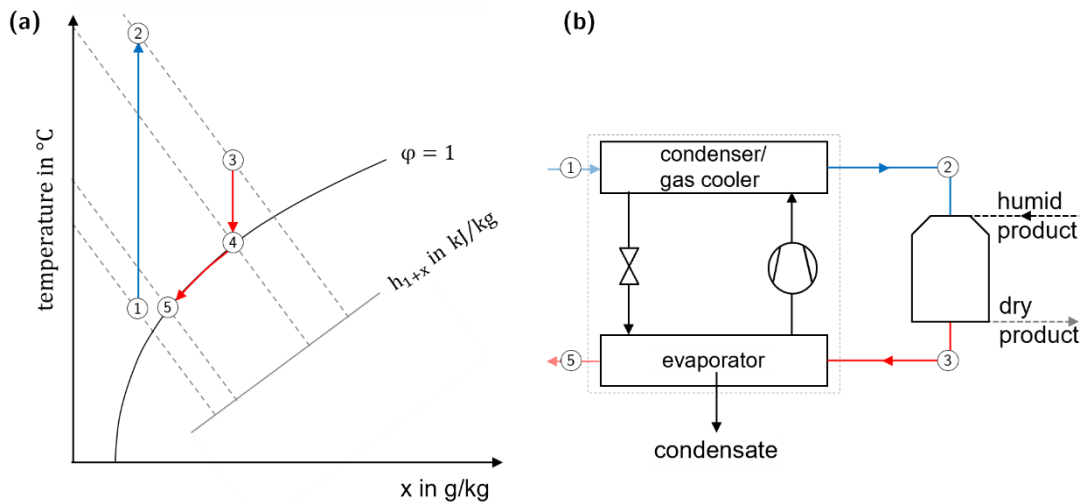 (a)
temperature in °C
2
3
φ = 1
4
h1+x in kJ/kg
1
5
x in g/kg
(b)
1
condenser/
gas cooler
2
humid
product
dry
product
5
evaporator
3
condensate